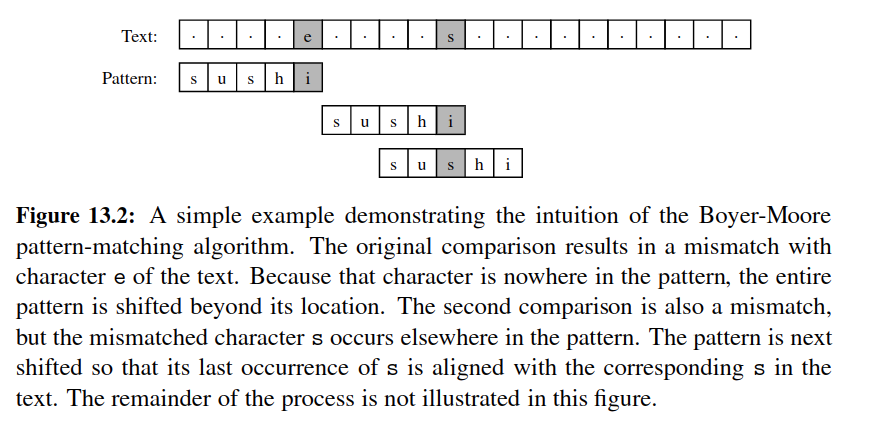 Text: · · · · e · · · · s · · · · · · · · · ·
Pattern: s u s h i
s u s h i
s u s h i
Figure 13.2: A simple example demonstrating the intuition of the Boyer-Moore
pattern-matching algorithm. The original comparison results in a mismatch with
character e of the text. Because that character is nowhere in the pattern, the entire
pattern is shifted beyond its location. The second comparison is also a mismatch,
but the mismatched character s occurs elsewhere in the pattern. The pattern is next
shifted so that its last occurrence of s is aligned with the corresponding s in the
text. The remainder of the process is not illustrated in this figure.